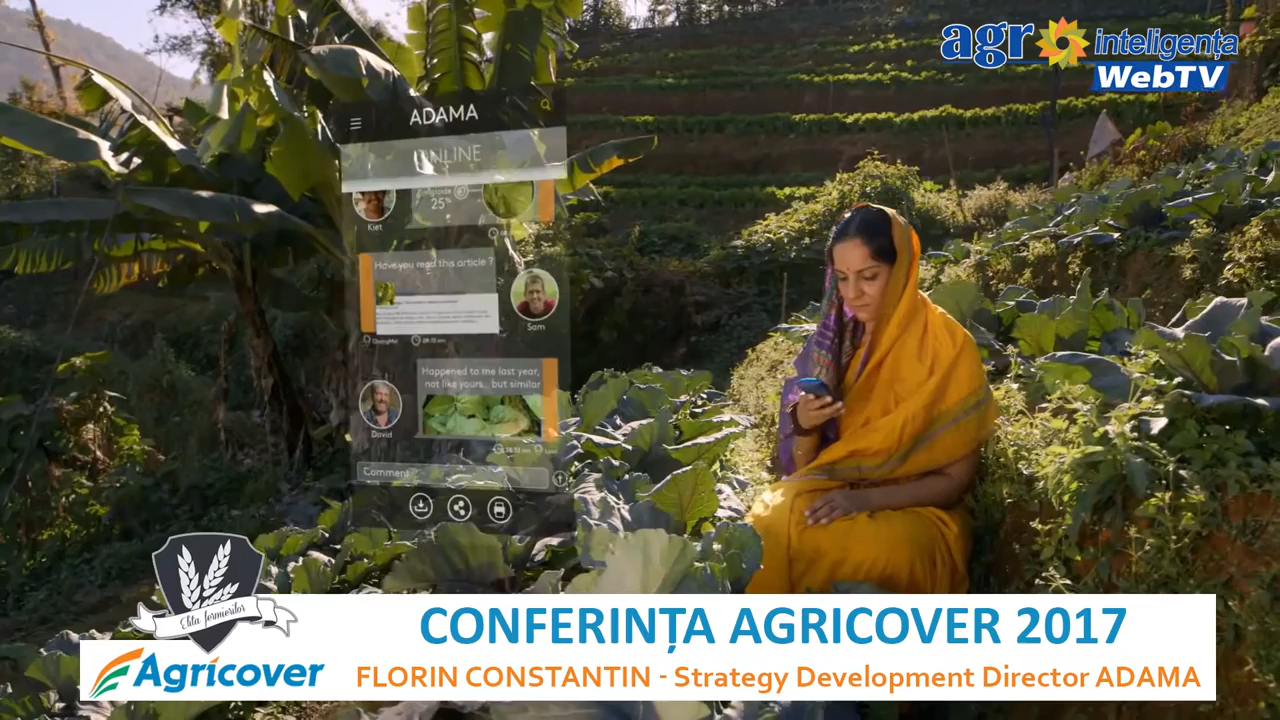 agr inteligența
WebTV
ADAMA
ONLINE
25
Kiet
Have you read this article ?
Sam
Happened to me last year,
not like yours... but similar
David
Comment
Elita fermierilor
Agricover
CONFERINȚA AGRICOVER 2017
FLORIN CONSTANTIN - Strategy Development Director ADAMA